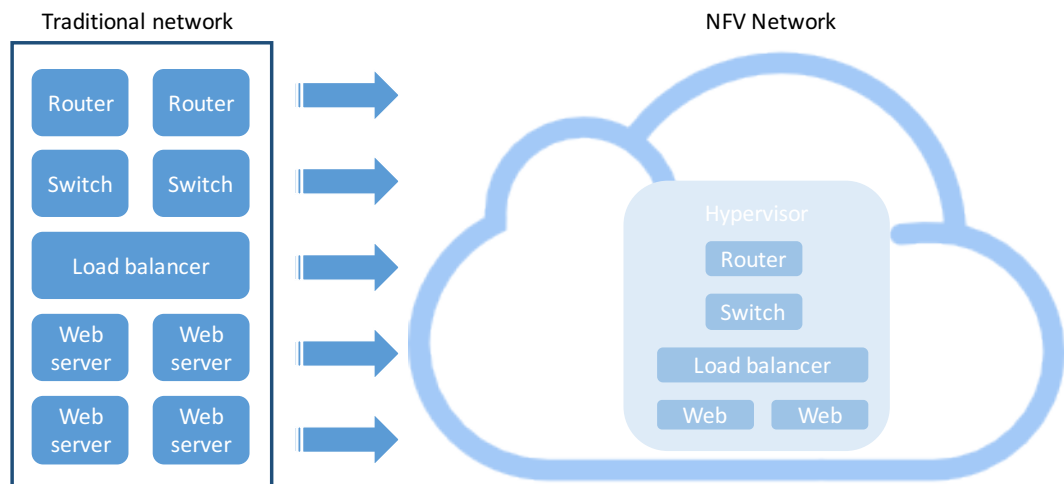 Traditional network
NFV Network
Router
Router
Switch
Switch
Load balancer
Web
server
Web
server
Web
server
Web
server
Hypervisor
Router
Switch
Load balancer
Web
Web